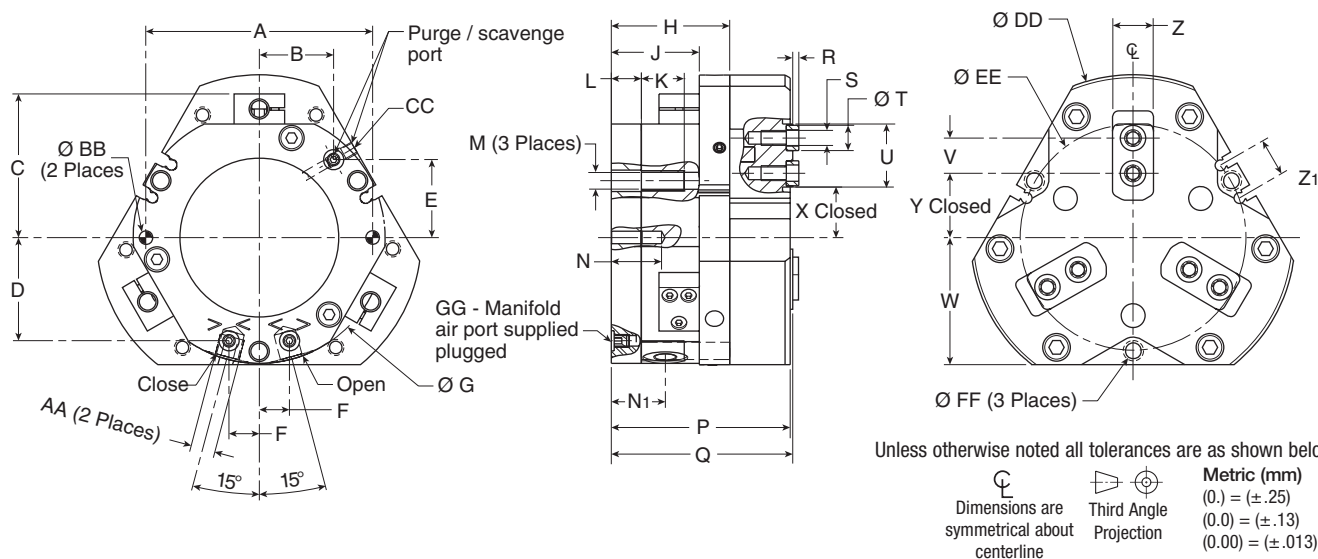 A
B
Purge / scavenge
port
CC
C
Ø BB
(2 Places
E
D
Close
Open
Ø G
AA (2 Places)
F
F
15°
15°
H
J
L
K
R
S
Ø T
M (3 Places)
U
X Closed
N
GG - Manifold
air port supplied
plugged
N1
P
Q
Ø DD
Z
℄
Ø EE
V
Z1
Y Closed
W
Ø FF (3 Places)
Unless otherwise noted all tolerances are as shown belo
℄
Dimensions are
symmetrical about
centerline
Third Angle
Projection
Metric (mm)
(0.) = (± .25)
(0.0) = (± .13)
(0.00) = (± .013)